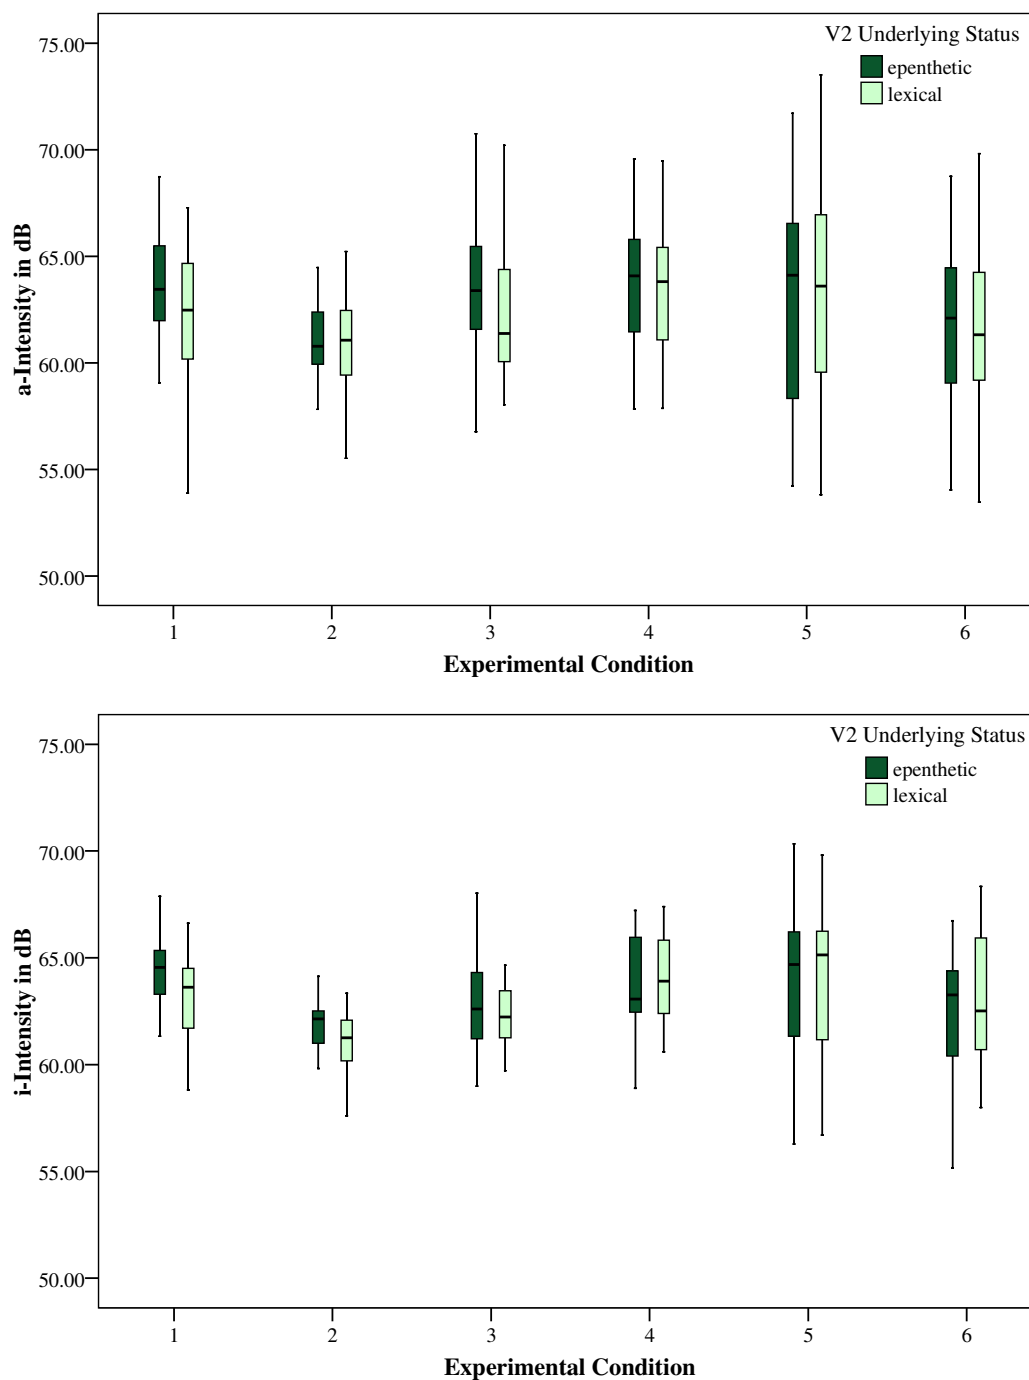 V2 Underlying Status
epenthetic
lexical
75.00
70.00
65.00
60.00
55.00
50.00
a-Intensity in dB
1 2 3 4 5 6
Experimental Condition
V2 Underlying Status
epenthetic
lexical
75.00
70.00
65.00
60.00
55.00
50.00
i-Intensity in dB
1 2 3 4 5 6
Experimental Condition